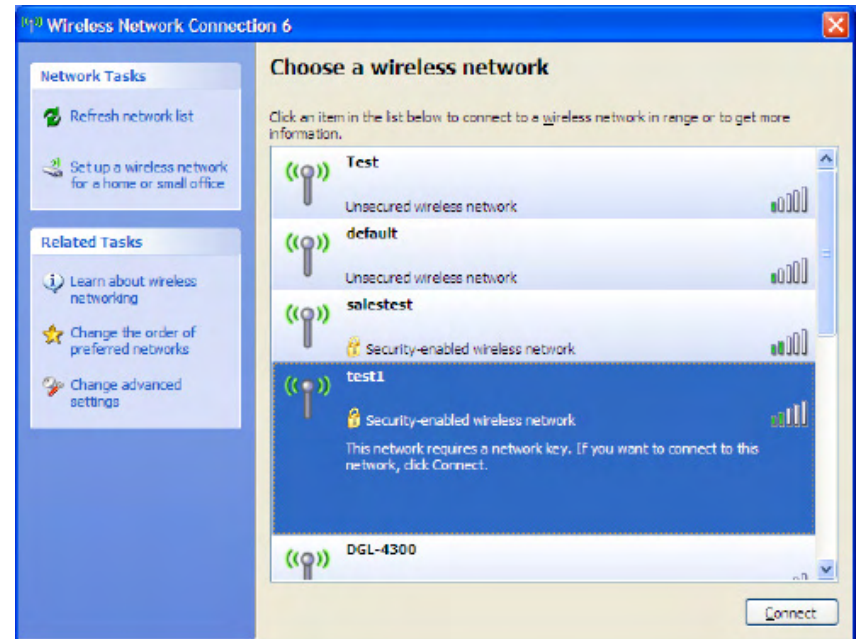 Wireless Network Connection 6
Network Tasks
Refresh network list
Set up a wireless network
for a home or small office
Related Tasks
Learn about wireless
networking
Change the order of
preferred networks
Change advanced
settings
Choose a wireless network
Click an item in the list below to connect to a wireless network in range or to get more
information.
Test
Unsecured wireless network
default
Unsecured wireless network
salestest
Security-enabled wireless network
test1
Security-enabled wireless network
This network requires a network key. If you want to connect to this
network, click Connect.
DGL-4300
Connect